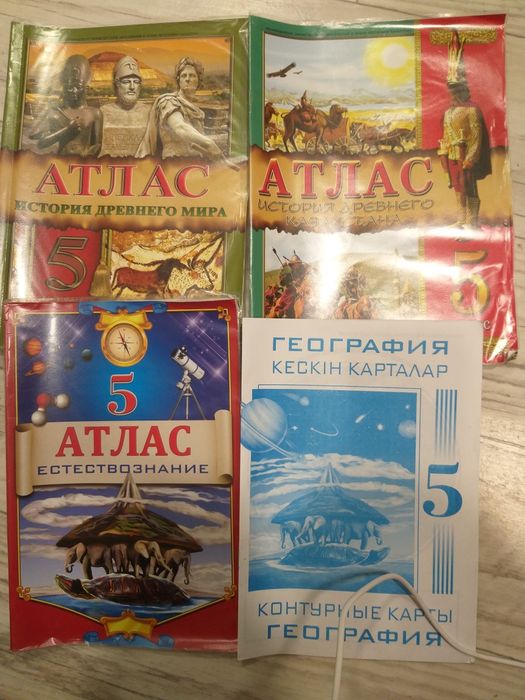 АТЛАС
ИСТОРИЯ ДРЕВНЕГО МИРА
5
АТЛАС
ИСТОРИЯ ДРЕВНЕГО
КАЗАХСТАНА
5
5
АТЛАС
ЕСТЕСТВОЗНАНИЕ
ГЕОГРАФИЯ
КЕСКІН КАРТАЛАР
5
КОНТУРНЫЕ КАРТЫ
ГЕОГРАФИЯ